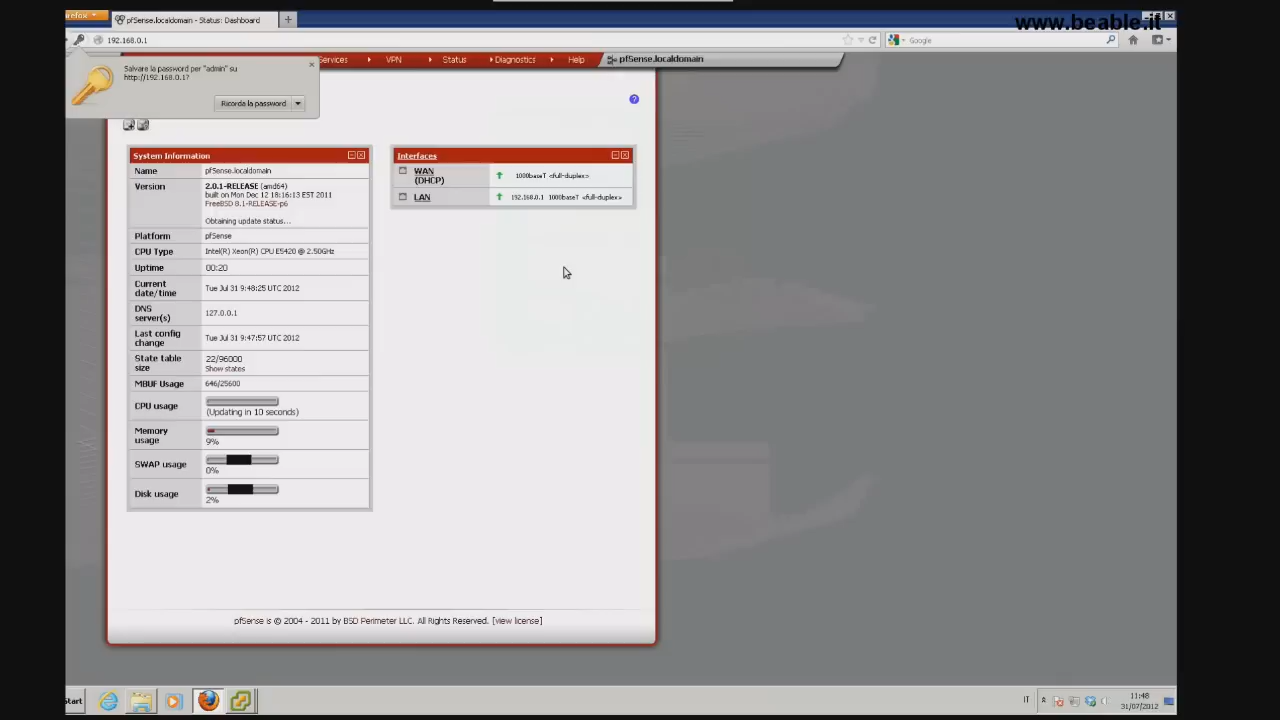 www.beable.it
pfSense.localdomain - Status: Dashboard
192.168.0.1
Google
VPN
Status
Diagnostics
Help
pfSense.localdomain
Salvare la password per "admin" su
http://192.168.0.1?
Ricorda la password
System Information
Name pfSense.localdomain
Version 2.0.1-RELEASE (amd64)
built on Mon Dec 12 18:16:13 EST 2011
FreeBSD 8.1-RELEASE-p6
Obtaining update status...
Platform pfSense
CPU Type Intel(R) Xeon(R) CPU E5420 @ 2.50GHz
Uptime 00:20
Current
date/time Tue Jul 31 9:48:25 UTC 2012
DNS
server(s) 127.0.0.1
Last config
change Tue Jul 31 9:47:57 UTC 2012
State table
size 22/96000
Show states
MBUF Usage 646/25600
CPU usage
(Updating in 10 seconds)
Memory
usage
9%
SWAP usage
0%
Disk usage
2%
Interfaces
WAN
(DHCP) 1000baseT <full-duplex>
LAN 192.168.0.1 1000baseT <full-duplex>
pfSense is © 2004 - 2011 by BSD Perimeter LLC. All Rights Reserved. [view license]
IT
11:48
31/07/2012